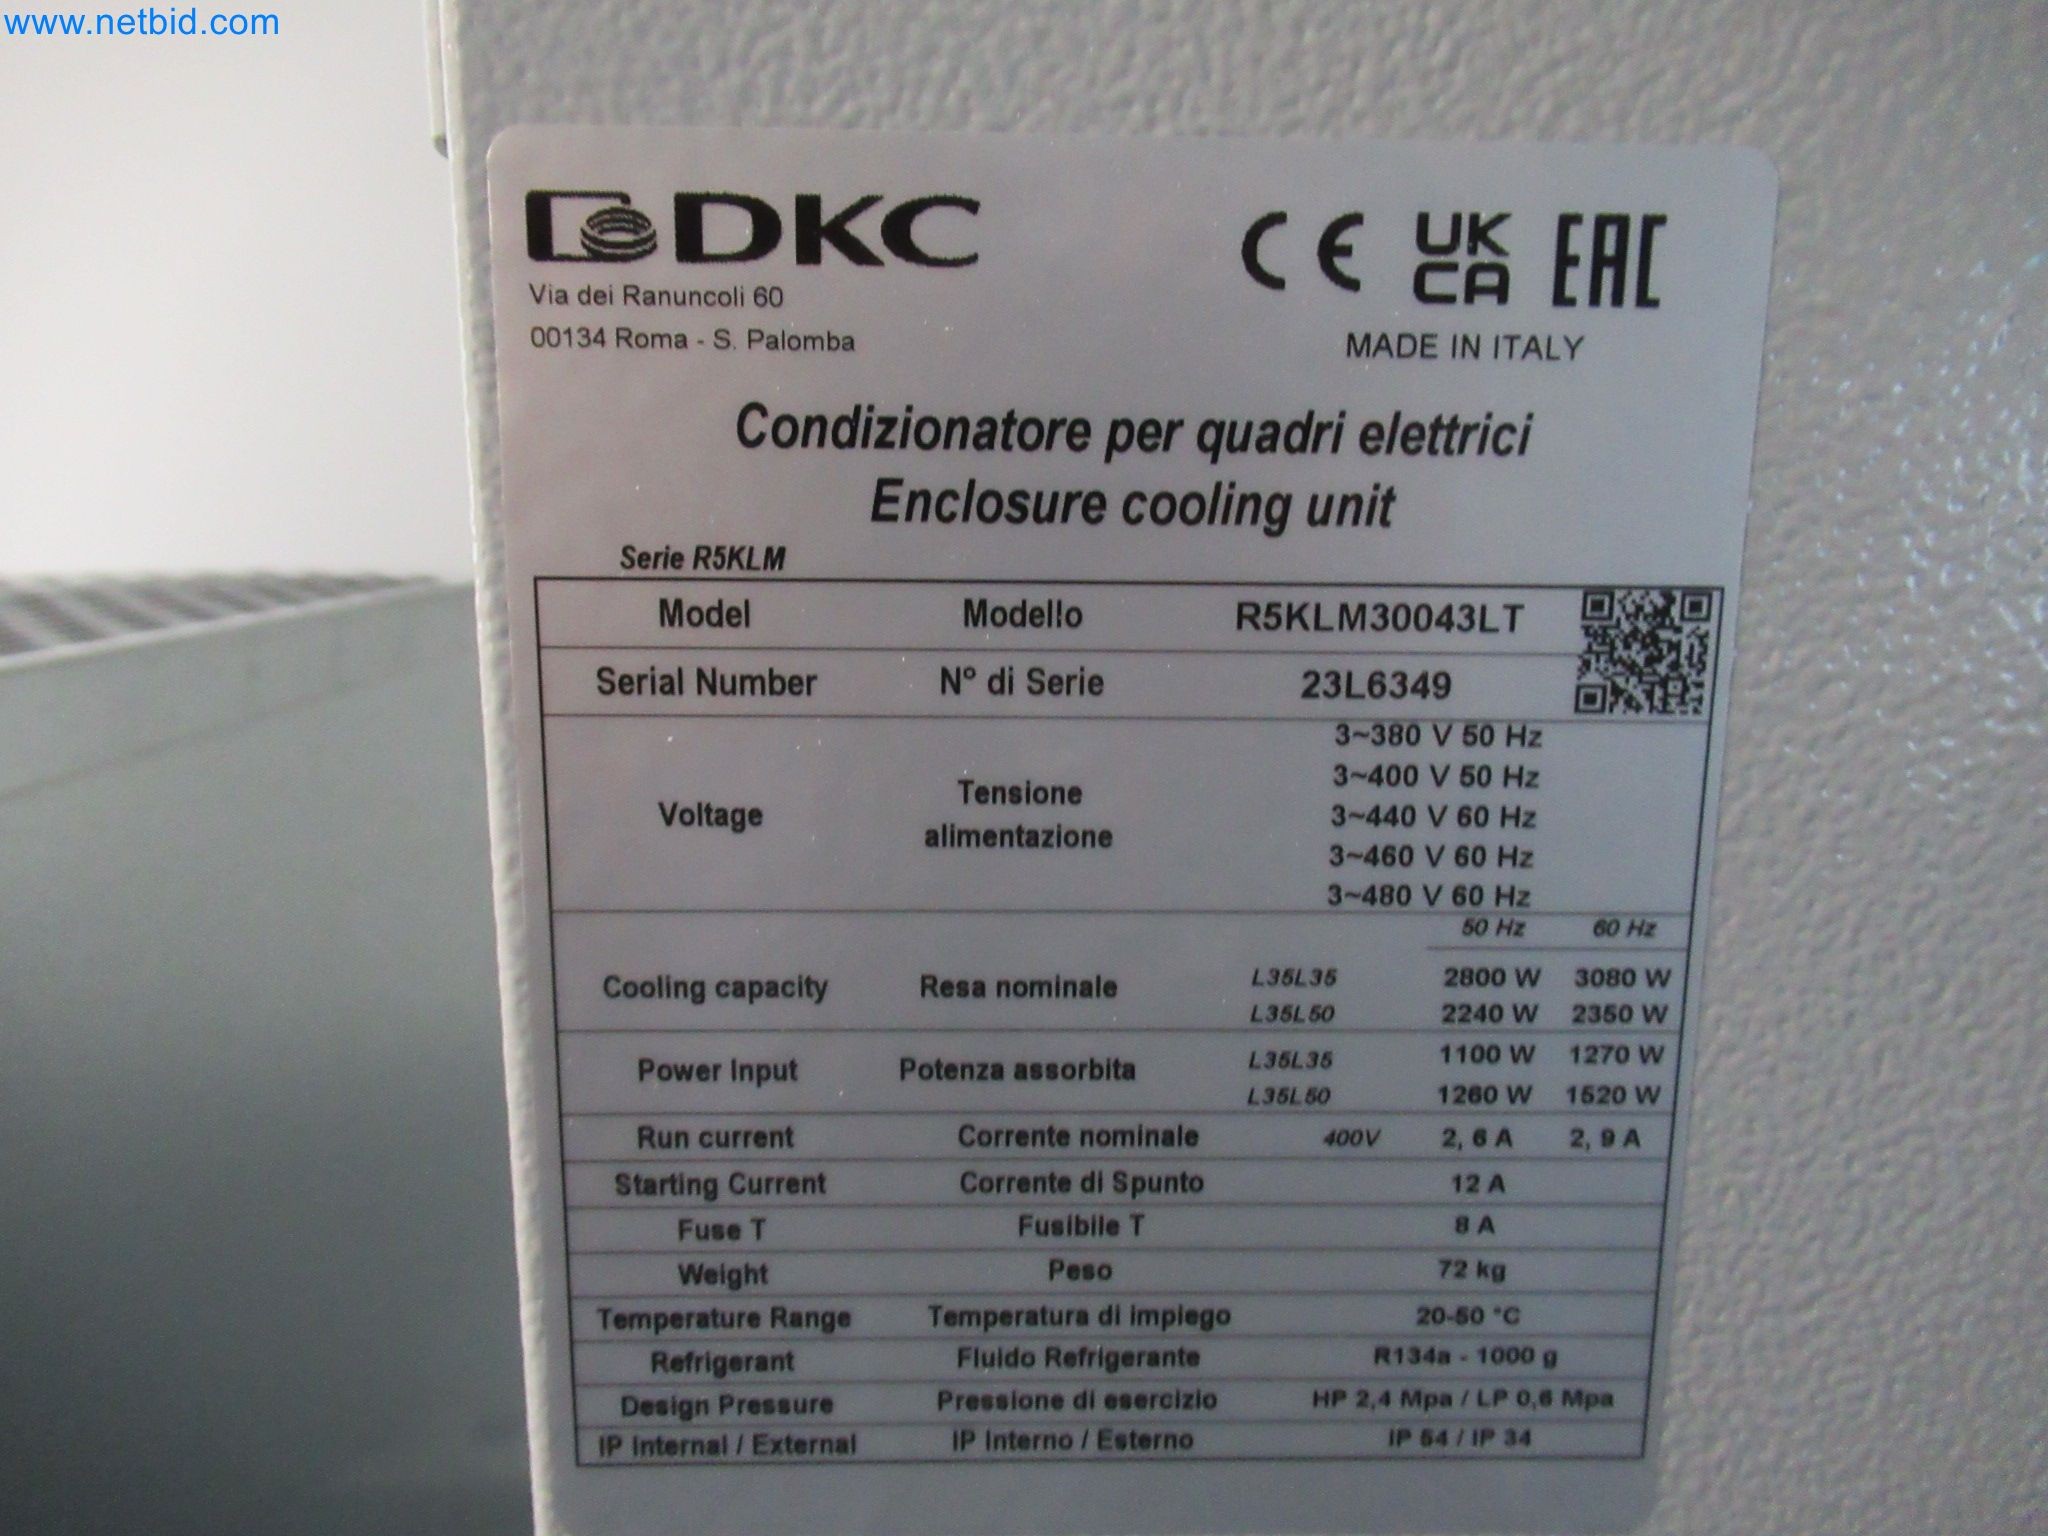 www.netbid.com
DKC
Via dei Ranuncoli 60
00134 Roma - S. Palomba
CE UK CA EAC
MADE IN ITALY
Condizionatore per quadri elettrici
Enclosure cooling unit
Serie R5KLM
Model Modello R5KLM30043LT
Serial Number N° di Serie 23L6349
Voltage Tensione alimentazione
3~380 V 50 Hz
3~400 V 50 Hz
3~440 V 60 Hz
3~460 V 60 Hz
3~480 V 60 Hz
50 Hz 60 Hz
Cooling capacity Resa nominale
L35L35 2800 W 3080 W
L35L50 2240 W 2350 W
Power Input Potenza assorbita
L35L35 1100 W 1270 W
L35L50 1260 W 1520 W
Run current Corrente nominale 400V 2, 6 A 2, 9 A
Starting Current Corrente di Spunto 12 A
Fuse T Fusibile T 8 A
Weight Peso 72 kg
Temperature Range Temperatura di impiego 20-50 °C
Refrigerant Fluido Refrigerante R134a - 1000 g
Design Pressure Pressione di esercizio HP 2,4 Mpa / LP 0,6 Mpa
IP Internal / External IP Interno / Esterno IP 54 / IP 34